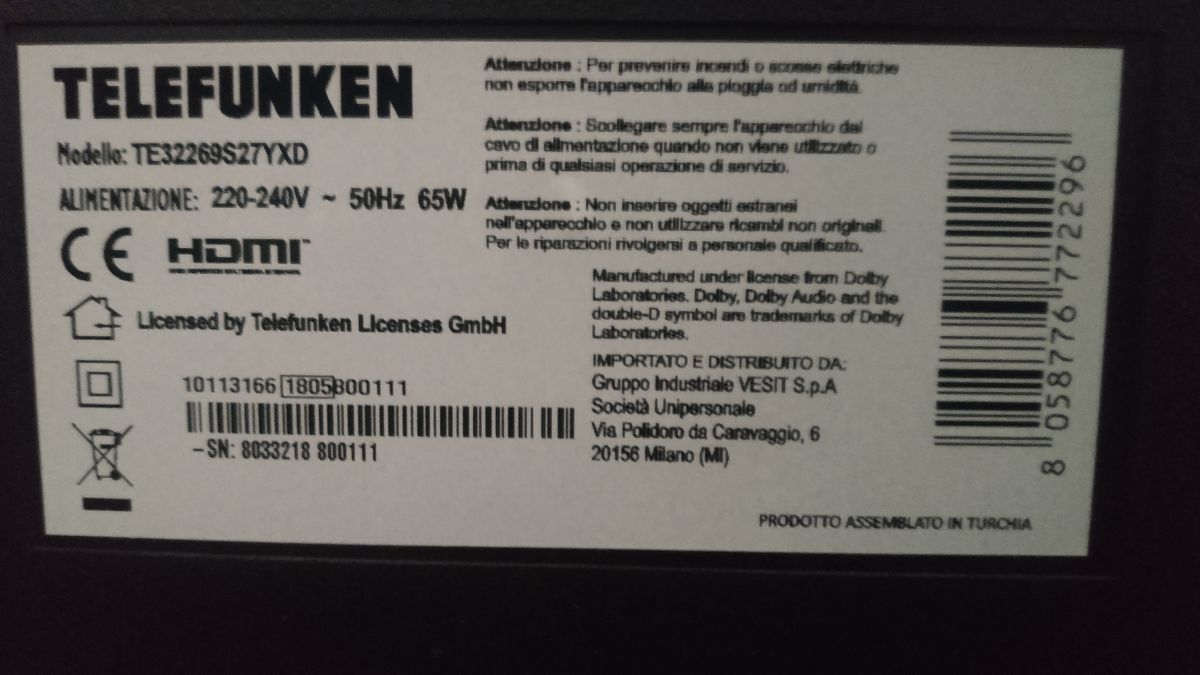 TELEFUNKEN
Modello: TE32269S27YXD
ALIMENTAZIONE: 220-240V ~ 50Hz 65W
CE HDMI™
Licensed by Telefunken Licenses GmbH
10113166 1805800111
-SN: 8033218 800111
Attenzione : Per prevenire incendi o scosse elettriche
non esporre l'apparecchio alla pioggia od umidità.
Attenzione : Scollegare sempre l'apparecchio dal
cavo di alimentazione quando non viene utilizzato o
prima di qualsiasi operazione di servizio.
Attenzione : Non inserire oggetti estranei
nell'apparecchio e non utilizzare ricambi non originali.
Per le riparazioni rivolgersi a personale qualificato.
Manufactured under license from Dolby
Laboratories. Dolby, Dolby Audio and the
double-D symbol are trademarks of Dolby
Laboratories.
IMPORTATO E DISTRIBUITO DA:
Gruppo Industriale VESIT S.p.A
Società Unipersonale
Via Polidoro da Caravaggio, 6
20156 Milano (MI)
PRODOTTO ASSEMBLATO IN TURCHIA
8 058776 772296